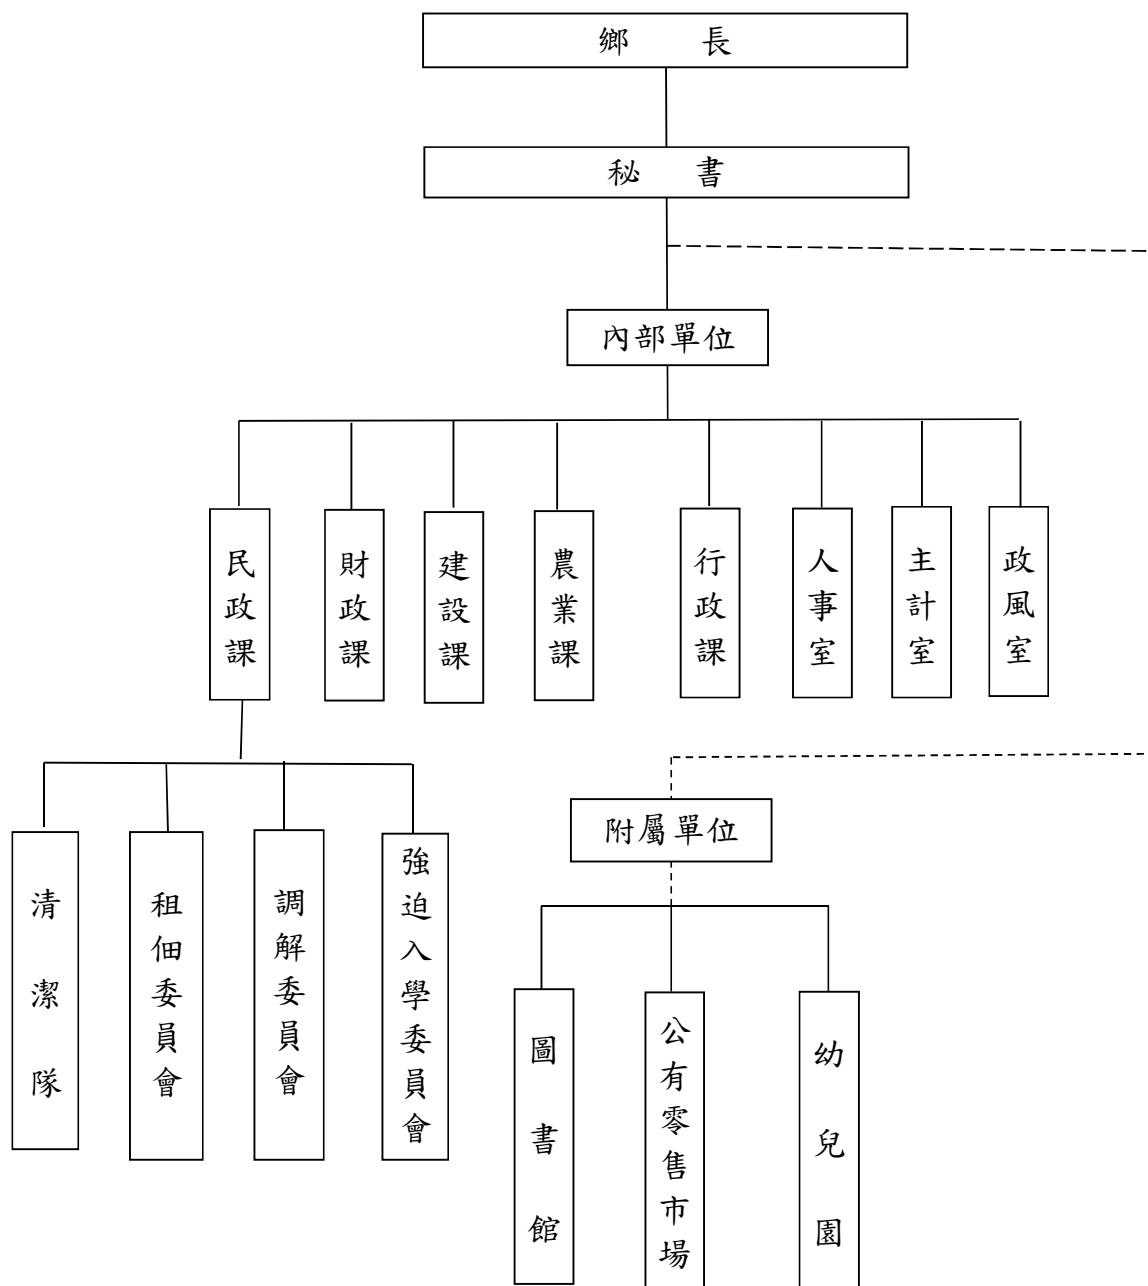 鄉長
秘書
內部單位
民政課
財政課
建設課
農業課
行政課
人事室
主計室
政風室
附屬單位
清潔隊
租佃委員會
調解委員會
強迫入學委員會
圖書館
公有零售市場
幼兒園